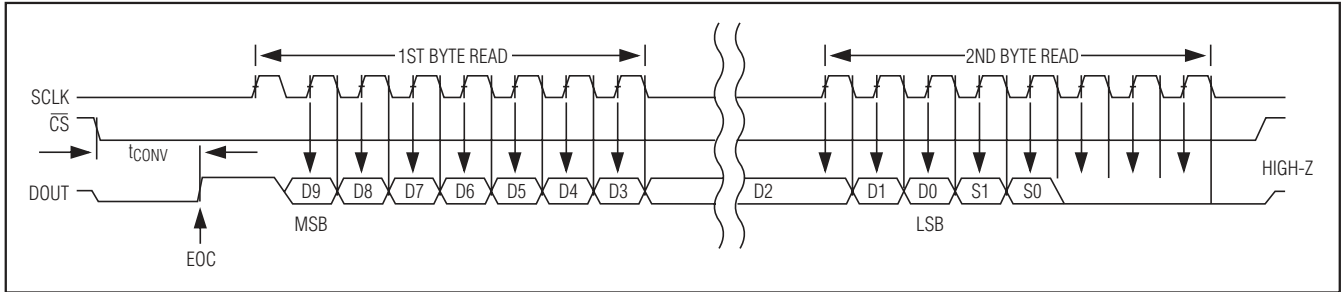 1ST BYTE READ
2ND BYTE READ
SCLK
CS
tCONV
HIGH-Z
DOUT
D9 D8 D7 D6 D5 D4 D3 D2 D1 D0 S1 S0
MSB LSB
EOC